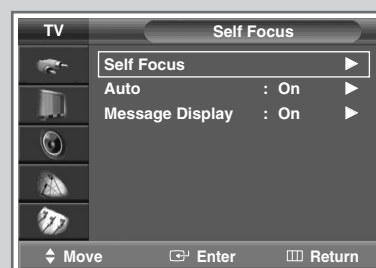 TV Self Focus
Self Focus
Auto : On
Message Display : On
Move Enter Return